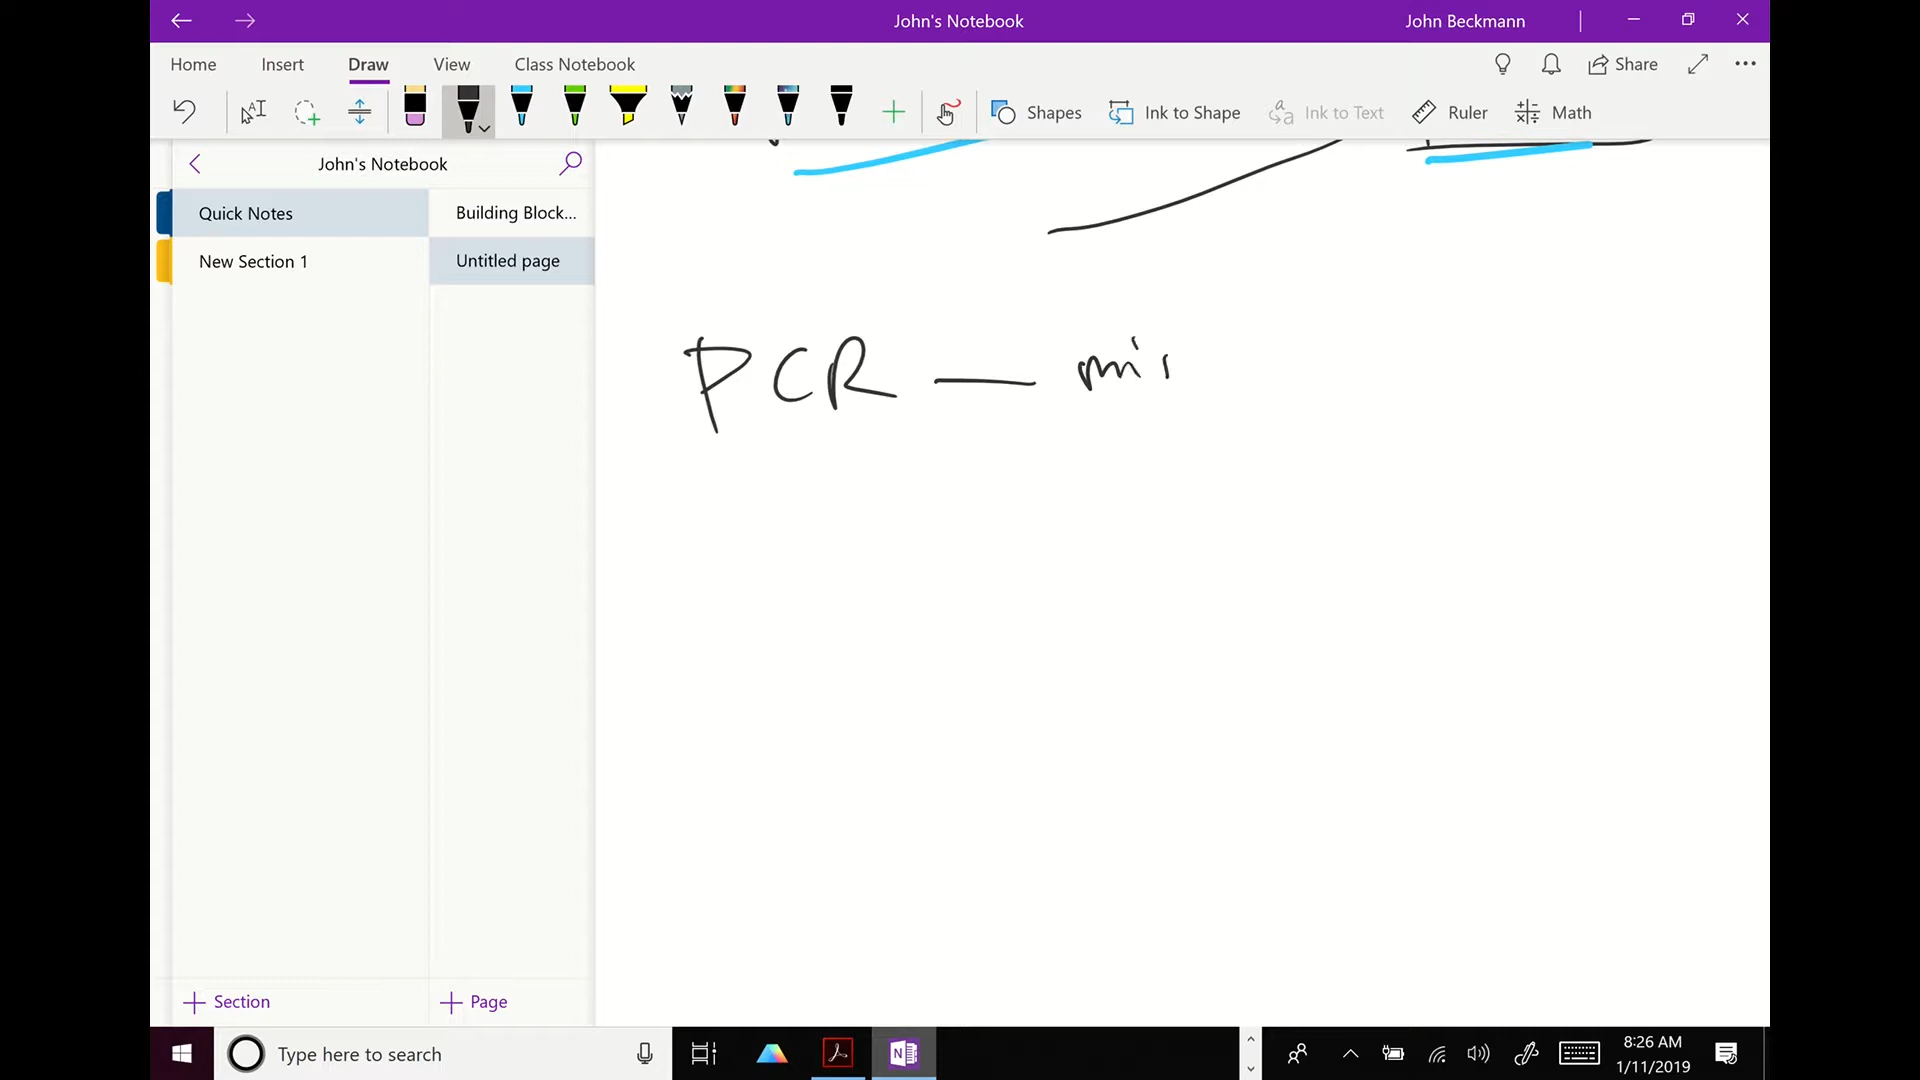 John's Notebook
John Beckmann
Home Insert Draw View Class Notebook
Share
Shapes Ink to Shape Ink to Text Ruler Math
John's Notebook
Quick Notes
Building Block...
New Section 1
Untitled page
PCR — mi
Section
Page
Type here to search
8:26 AM
1/11/2019